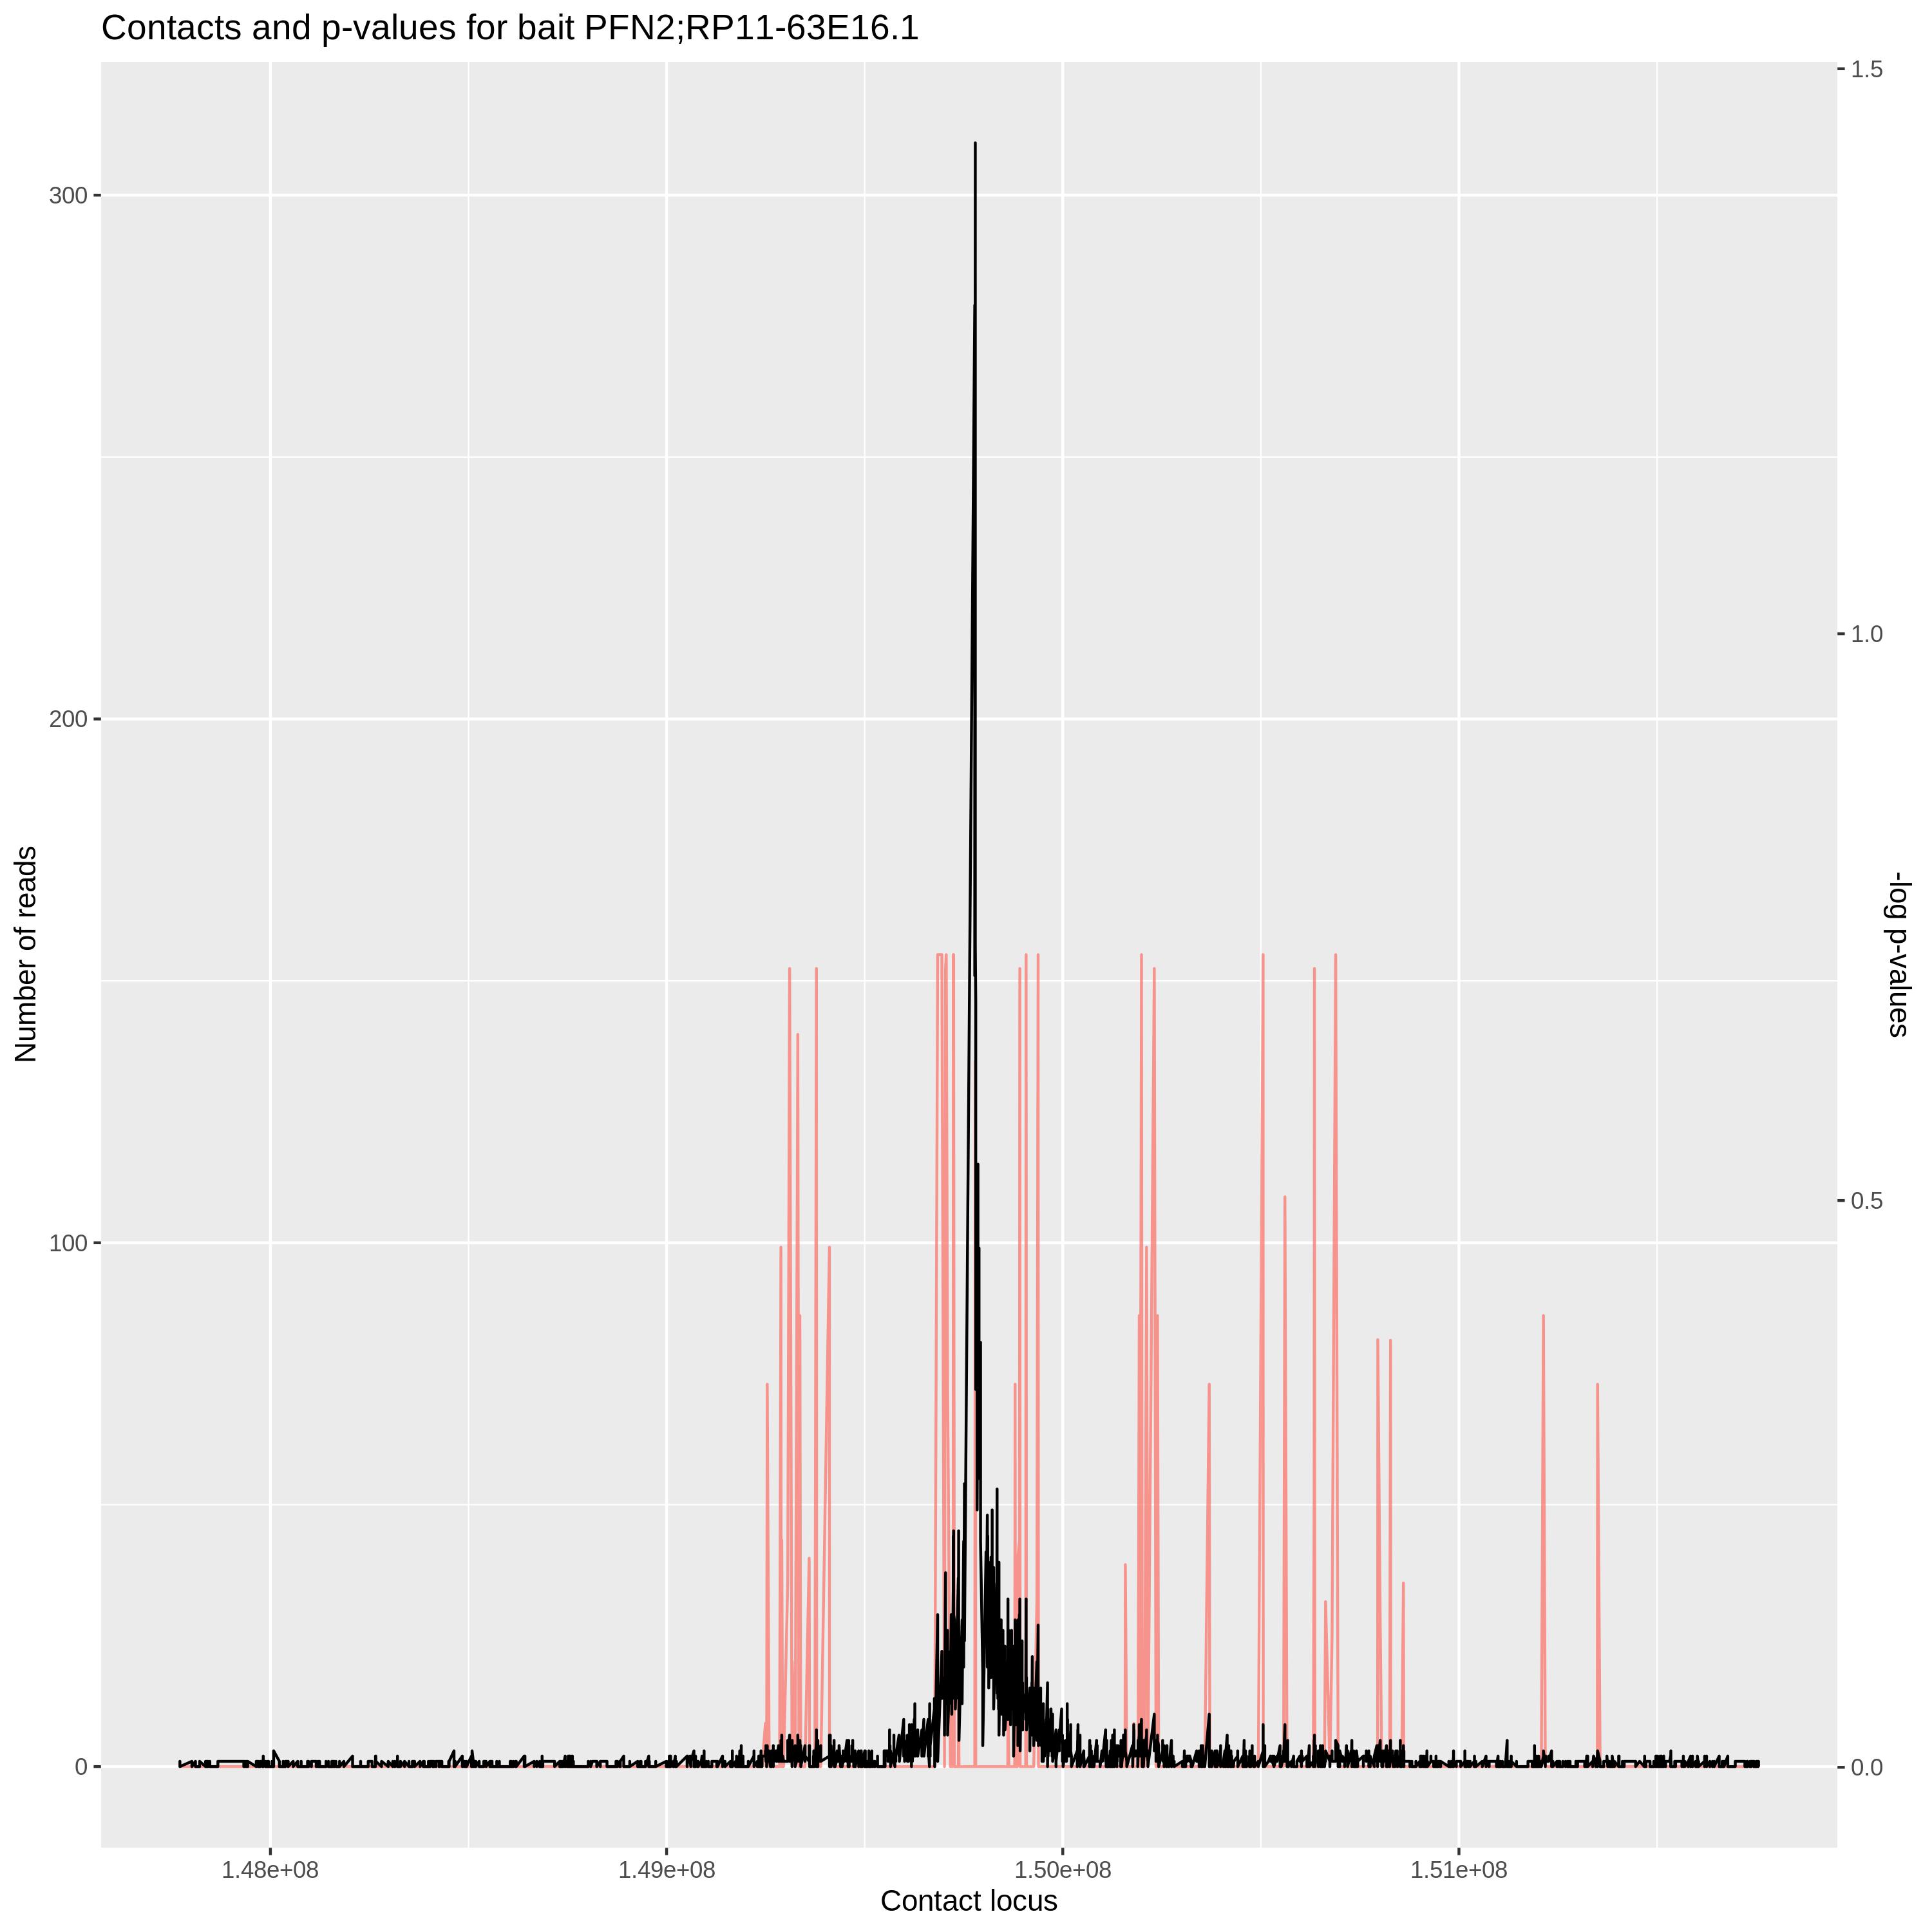 Contacts and p-values for bait PFN2;RP11-63E16.1
1.5
300
1.0
200
Number of reads
-log p-values
0.5
100
0
0.0
1.48e+08
1.49e+08
1.50e+08
1.51e+08
Contact locus